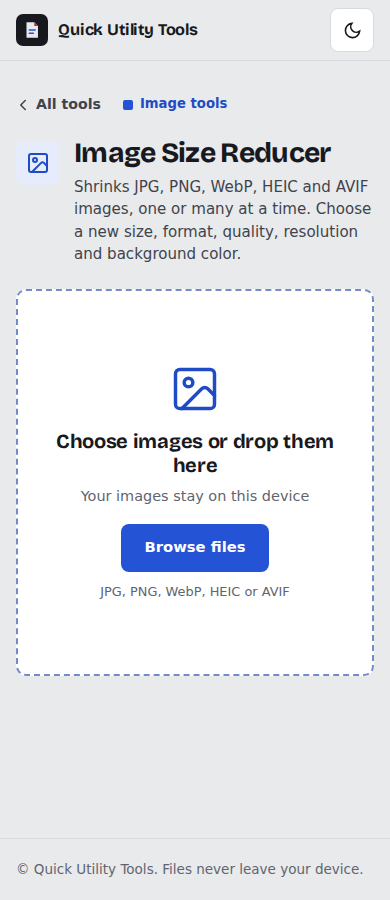 Quick Utility Tools
All tools
Image tools
Image Size Reducer
Shrinks JPG, PNG, WebP, HEIC and AVIF
images, one or many at a time. Choose
a new size, format, quality, resolution
and background color.
Choose images or drop them
here
Your images stay on this device
Browse files
JPG, PNG, WebP, HEIC or AVIF
© Quick Utility Tools. Files never leave your device.